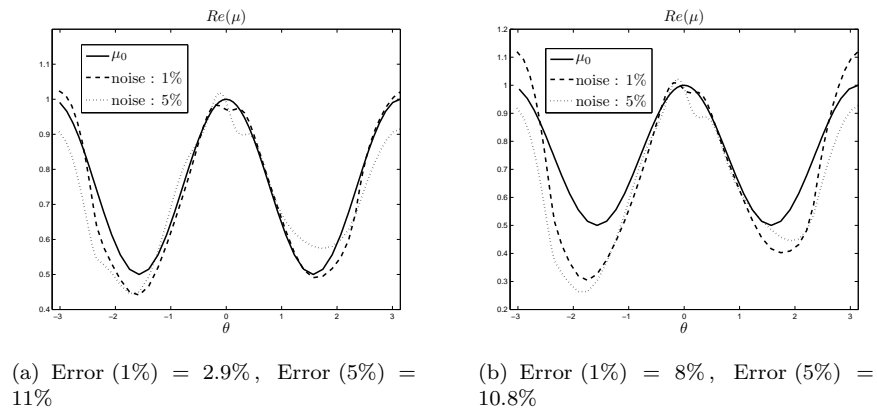 Re(μ)
μ₀
noise : 1%
noise : 5%
1.1
1
0.9
0.8
0.7
0.6
0.5
0.4
−3 −2 −1 0 1 2 3
θ
(a) Error (1%) = 2.9% , Error (5%) =
11%
Re(μ)
μ₀
noise : 1%
noise : 5%
1.2
1.1
1
0.9
0.8
0.7
0.6
0.5
0.4
0.3
0.2
−3 −2 −1 0 1 2 3
θ
(b) Error (1%) = 8% , Error (5%) =
10.8%